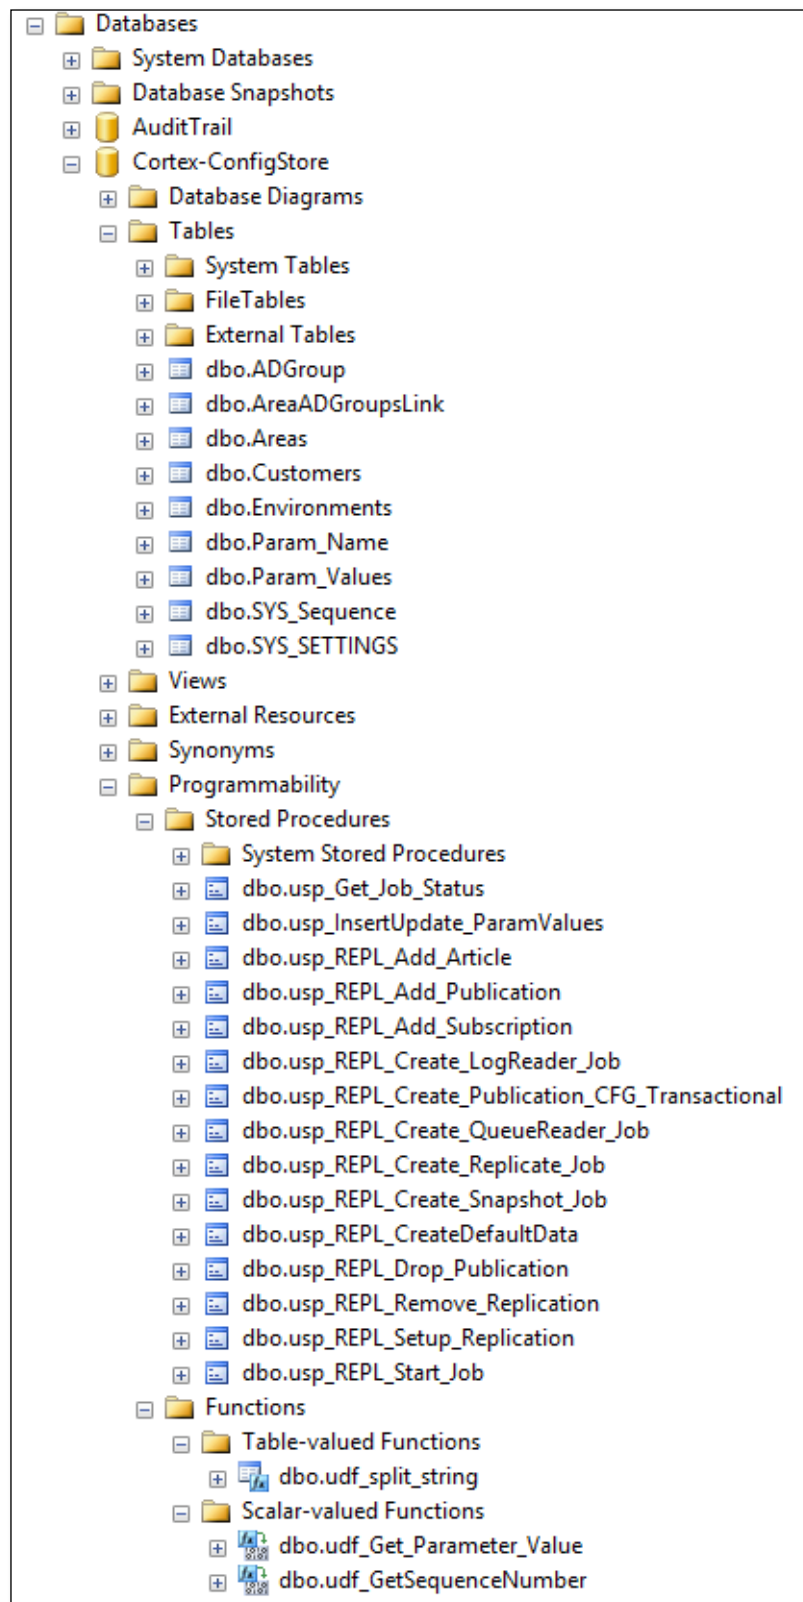 Databases
System Databases
Database Snapshots
AuditTrail
Cortex-ConfigStore
Database Diagrams
Tables
System Tables
FileTables
External Tables
dbo.ADGroup
dbo.AreaADGroupsLink
dbo.Areas
dbo.Customers
dbo.Environments
dbo.Param_Name
dbo.Param_Values
dbo.SYS_Sequence
dbo.SYS_SETTINGS
Views
External Resources
Synonyms
Programmability
Stored Procedures
System Stored Procedures
dbo.usp_Get_Job_Status
dbo.usp_InsertUpdate_ParamValues
dbo.usp_REPL_Add_Article
dbo.usp_REPL_Add_Publication
dbo.usp_REPL_Add_Subscription
dbo.usp_REPL_Create_LogReader_Job
dbo.usp_REPL_Create_Publication_CFG_Transactional
dbo.usp_REPL_Create_QueueReader_Job
dbo.usp_REPL_Create_Replicate_Job
dbo.usp_REPL_Create_Snapshot_Job
dbo.usp_REPL_CreateDefaultData
dbo.usp_REPL_Drop_Publication
dbo.usp_REPL_Remove_Replication
dbo.usp_REPL_Setup_Replication
dbo.usp_REPL_Start_Job
Functions
Table-valued Functions
dbo.udf_split_string
Scalar-valued Functions
dbo.udf_Get_Parameter_Value
dbo.udf_GetSequenceNumber